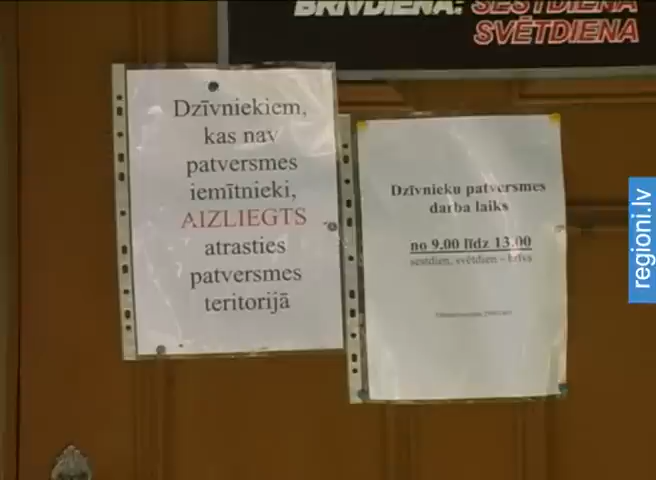 BRĪVDIENA: SESTDIENA
SVĒTDIENA
Dzīvniekiem,
kas nav
patversmes
iemītnieki,
AIZLIEGTS
atrasties
patversmes
teritorijā
Dzīvnieku patversmes
darba laiks
no 9.00 līdz 13.00
sestdien, svētdien - brīvs
regioni.lv